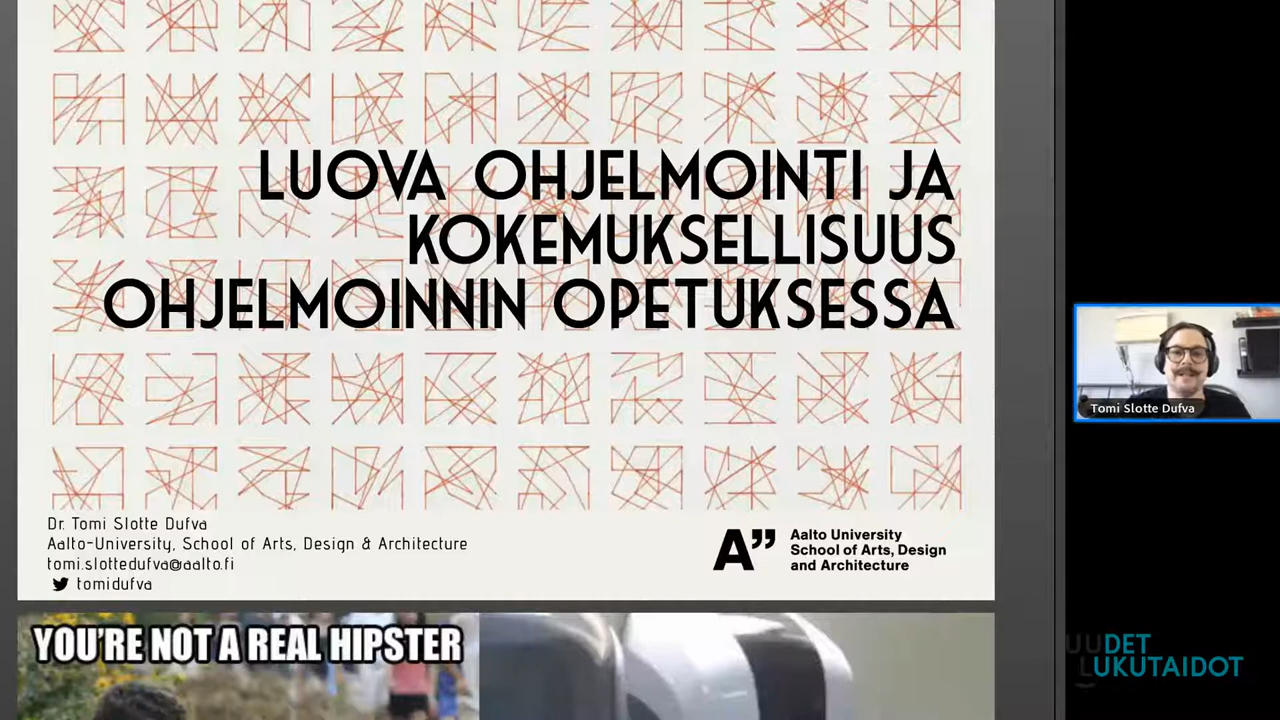 LUOVA OHJELMOINTI JA
KOKEMUKSELLISUUS
OHJELMOINNIN OPETUKSESSA
Dr. Tomi Slotte Dufva
Aalto-University, School of Arts, Design & Architecture
tomi.slottedufva@aalto.fi
tomidufva
A”
Aalto University
School of Arts, Design
and Architecture
YOU'RE NOT A REAL HIPSTER
Tomi Slotte Dufva
UUDET
LUKUTAIDOT